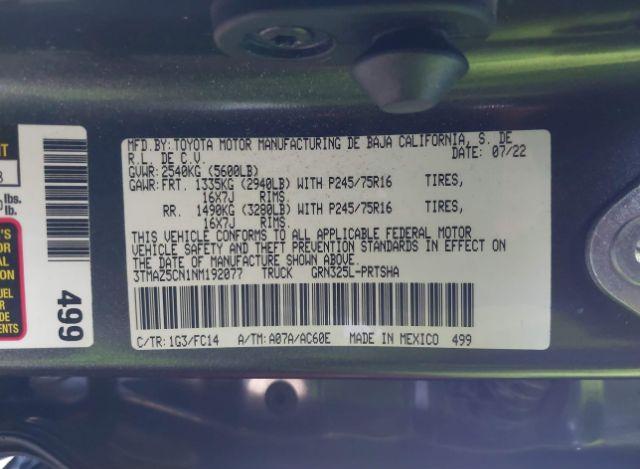 MFD.BY:TOYOTA MOTOR MANUFACTURING DE BAJA CALIFORNIA, S. DE
R.L. DE C.V. DATE: 07/22
GVWR: 2540KG (5600LB)
GAWR:FRT. 1335KG (2940LB) WITH P245/75R16 TIRES,
16X7J RIMS.
RR. 1490KG (3280LB) WITH P245/75R16 TIRES,
16X7J RIMS.
THIS VEHICLE CONFORMS TO ALL APPLICABLE FEDERAL MOTOR
VEHICLE SAFETY AND THEFT PREVENTION STANDARDS IN EFFECT ON
THE DATE OF MANUFACTURE SHOWN ABOVE.
3TMAZ5CN1NM192077 TRUCK GRN325L-PRTSHA
C/TR: 1G3/FC14 A/TM: A07A/AC60E MADE IN MEXICO 499
lbs.
lb.
499